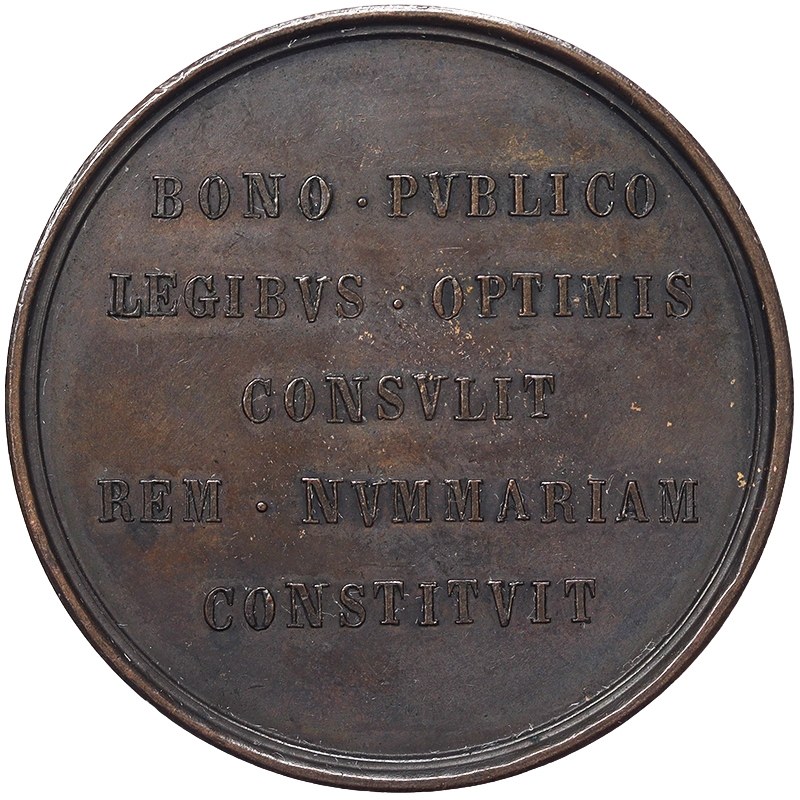 BONO · PVBLICO
LEGIBVS · OPTIMIS
CONSVLIT
REM · NVMMARIAM
CONSTITVIT